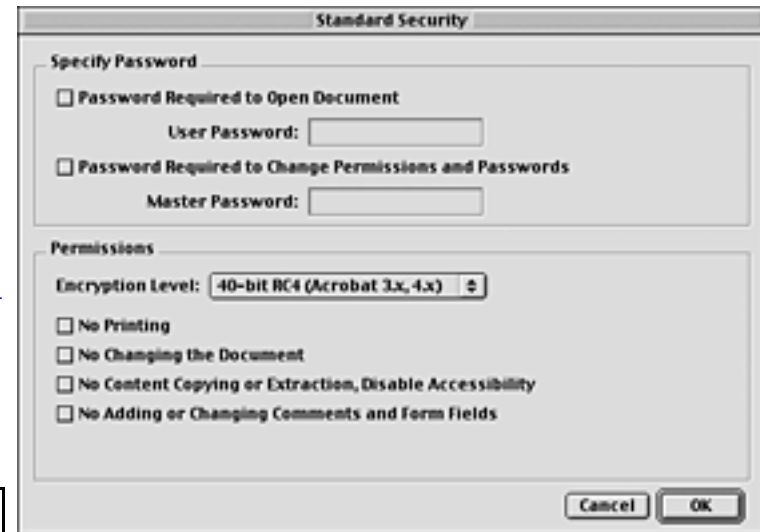 Standard Security
Specify Password
Password Required to Open Document
User Password:
Password Required to Change Permissions and Passwords
Master Password:
Permissions
Encryption Level: 40-bit RC4 (Acrobat 3.x, 4.x)
No Printing
No Changing the Document
No Content Copying or Extraction, Disable Accessibility
No Adding or Changing Comments and Form Fields
Cancel OK